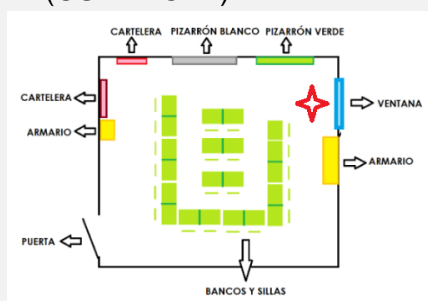 CARTELERA PIZARRÓN BLANCO PIZARRÓN VERDE
CARTELERA
VENTANA
ARMARIO
ARMARIO
PUERTA
BANCOS Y SILLAS